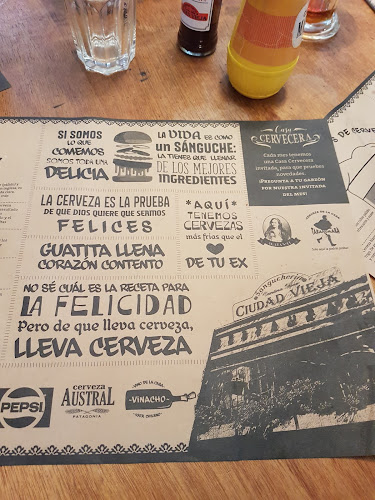 SI SOMOS
LO QUE
COMEMOS
SOMOS TODA UNA
DELICIA
LA VIDA ES COMO
UN SÁNGUCHE:
LA TIENES QUE LLENAR
DE LOS MEJORES
INGREDIENTES
Casa
CERVECERA
Cada mes tenemos
una Casa Cervecera
invitada, para que pruebes
novedades.
¡PREGUNTA A TU GARZÓN
POR NUESTRA INVITADA
DEL MES!
LA CERVEZA ES LA PRUEBA
DE QUE DIOS QUIERE QUE SEAMOS
FELICES
*AQUÍ*
TENEMOS
CERVEZAS
más frías que el
DE TU EX
GUATITA LLENA
CORAZÓN CONTENTO
NO SÉ CUÁL ES LA RECETA PARA
LA FELICIDAD
Pero de que lleva cerveza,
LLEVA CERVEZA
Sanguchería
CIUDAD VIEJA
PEPSI
cerveza
AUSTRAL
PATAGONIA
VINO DE LA CASA
-VINACHO-